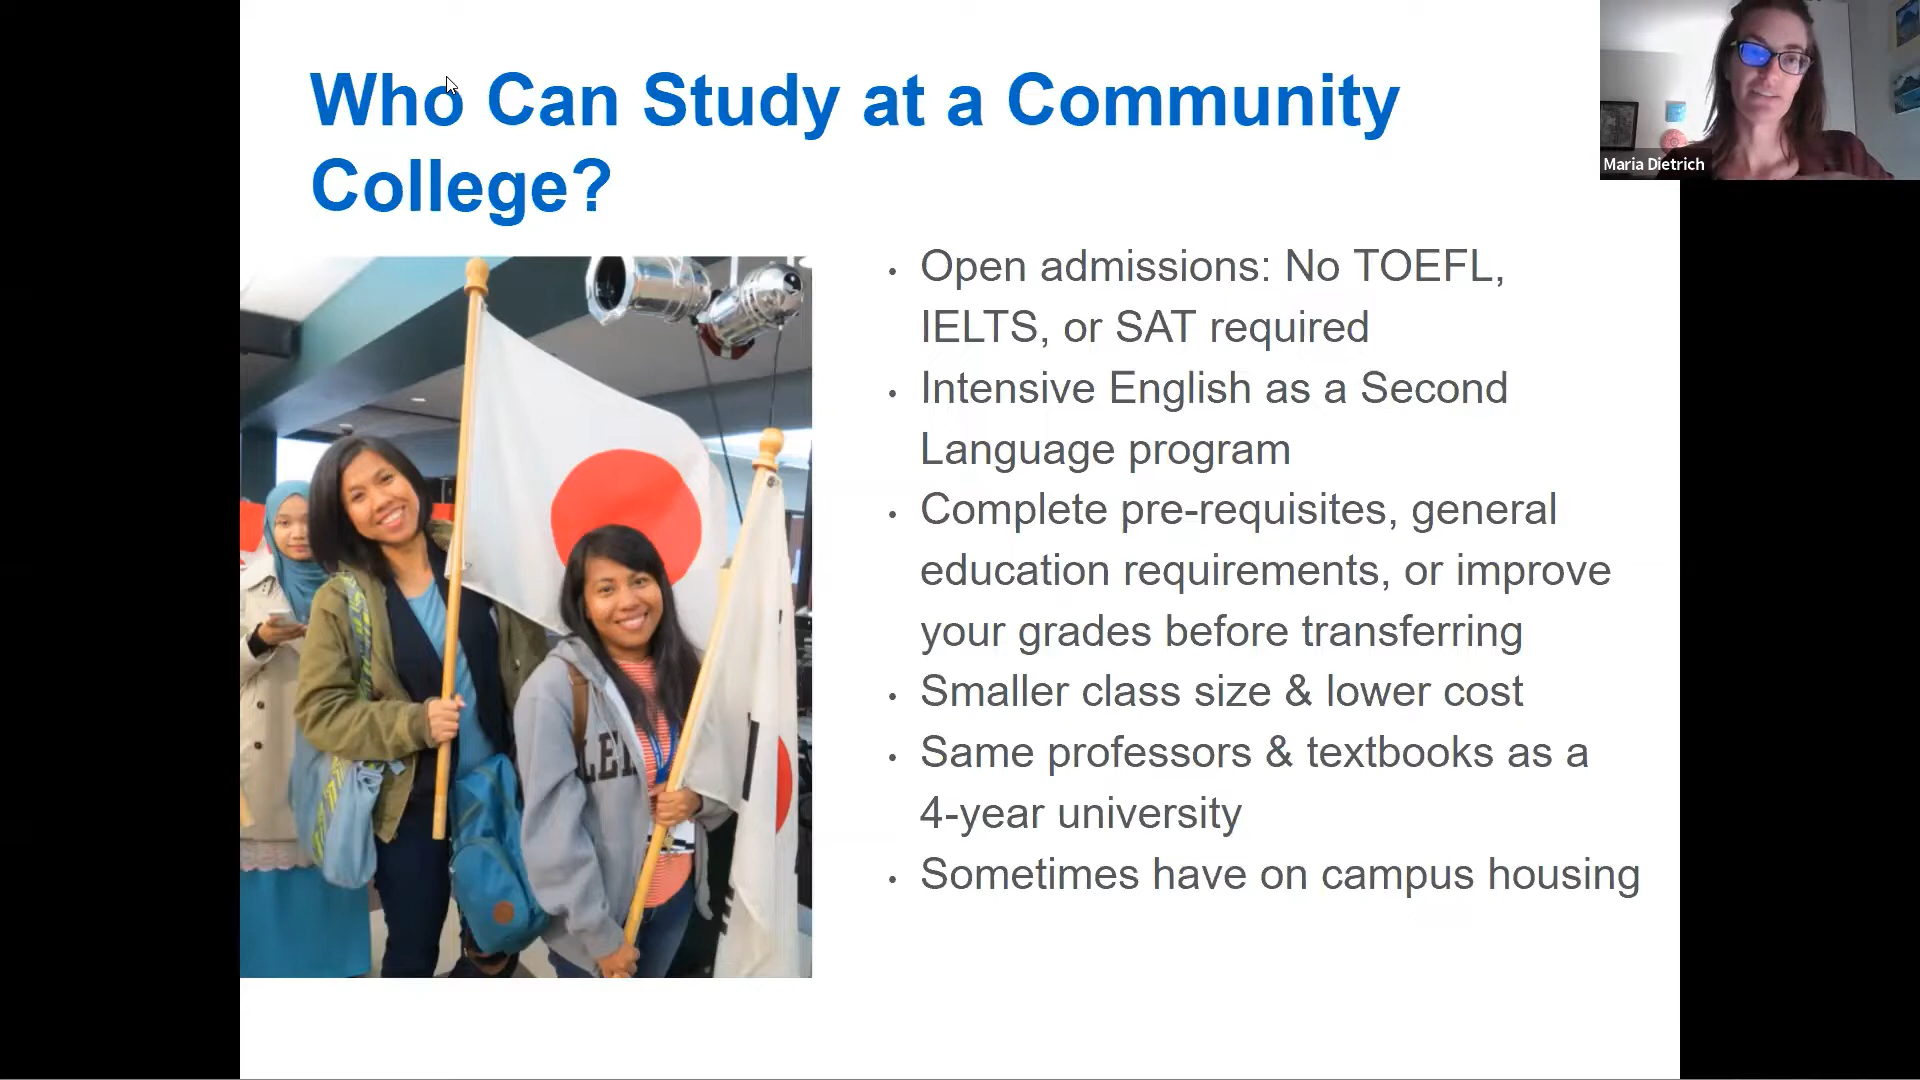 Who Can Study at a Community
College?
Maria Dietrich
• Open admissions: No TOEFL,
IELTS, or SAT required
• Intensive English as a Second
Language program
• Complete pre-requisites, general
education requirements, or improve
your grades before transferring
• Smaller class size & lower cost
• Same professors & textbooks as a
4-year university
• Sometimes have on campus housing